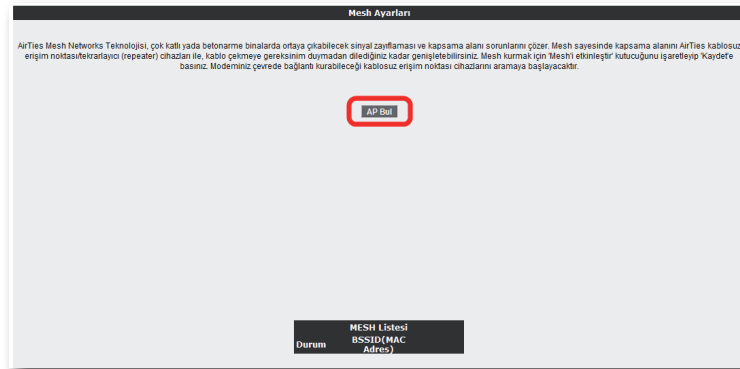 Mesh Ayarları
AirTies Mesh Networks Teknolojisi, çok katlı yada betonarme binalarda ortaya çıkabilecek sinyal zayıflaması ve kapsama alanı sorunlarını çözer. Mesh sayesinde kapsama alanını AirTies kablosuz
erişim noktası/tekrarlayıcı (repeater) cihazları ile, kablo çekmeye gereksinim duymadan dilediğiniz kadar genişletebilirsiniz. Mesh kurmak için 'Mesh'i etkinleştir' kutucuğunu işaretleyip 'Kaydet'e
basınız. Modeminiz çevrede bağlantı kurabileceği kablosuz erişim noktası cihazlarını aramaya başlayacaktır.
AP Bul
MESH Listesi
Durum BSSID(MAC
Adres)